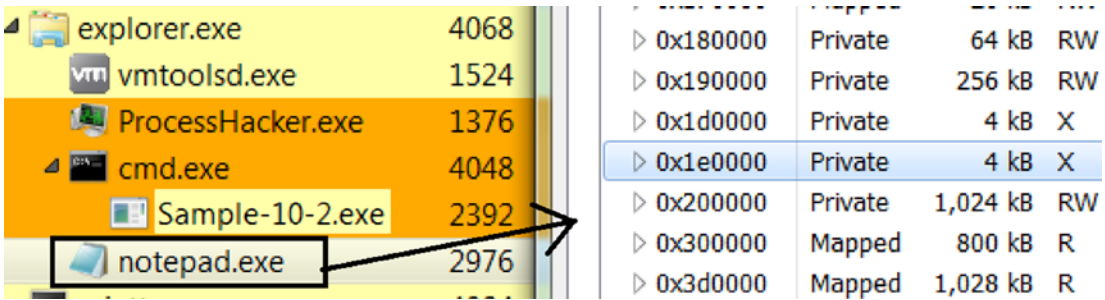 explorer.exe 4068
vmtoolsd.exe 1524
ProcessHacker.exe 1376
cmd.exe 4048
Sample-10-2.exe 2392
notepad.exe 2976
0x180000 Private 64 kB RW
0x190000 Private 256 kB RW
0x1d0000 Private 4 kB X
0x1e0000 Private 4 kB X
0x200000 Private 1,024 kB RW
0x300000 Mapped 800 kB R
0x3d0000 Mapped 1,028 kB R